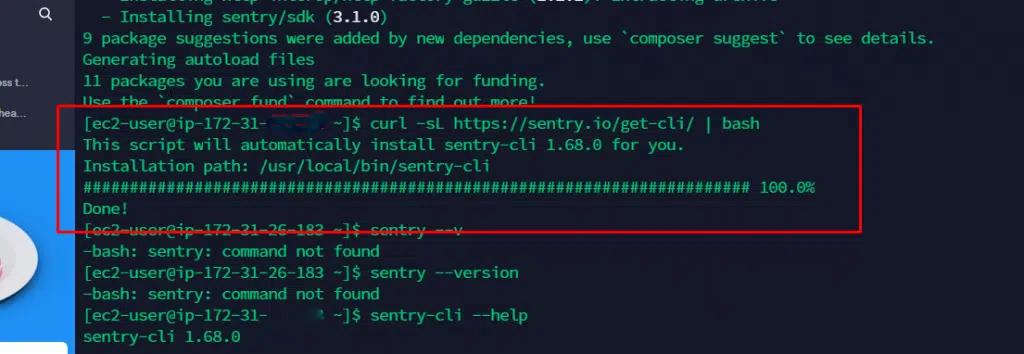 - Installing sentry/sdk (3.1.0)
9 package suggestions were added by new dependencies, use `composer suggest` to see details.
Generating autoload files
11 packages you are using are looking for funding.
Use the `composer fund` command to find out more!
[ec2-user@ip-172-31- ~]$ curl -sL https://sentry.io/get-cli/ | bash
This script will automatically install sentry-cli 1.68.0 for you.
Installation path: /usr/local/bin/sentry-cli
######################################################################## 100.0%
Done!
[ec2-user@ip-172-31-26-183 ~]$ sentry --v
-bash: sentry: command not found
[ec2-user@ip-172-31-26-183 ~]$ sentry --version
-bash: sentry: command not found
[ec2-user@ip-172-31- ~]$ sentry-cli --help
sentry-cli 1.68.0